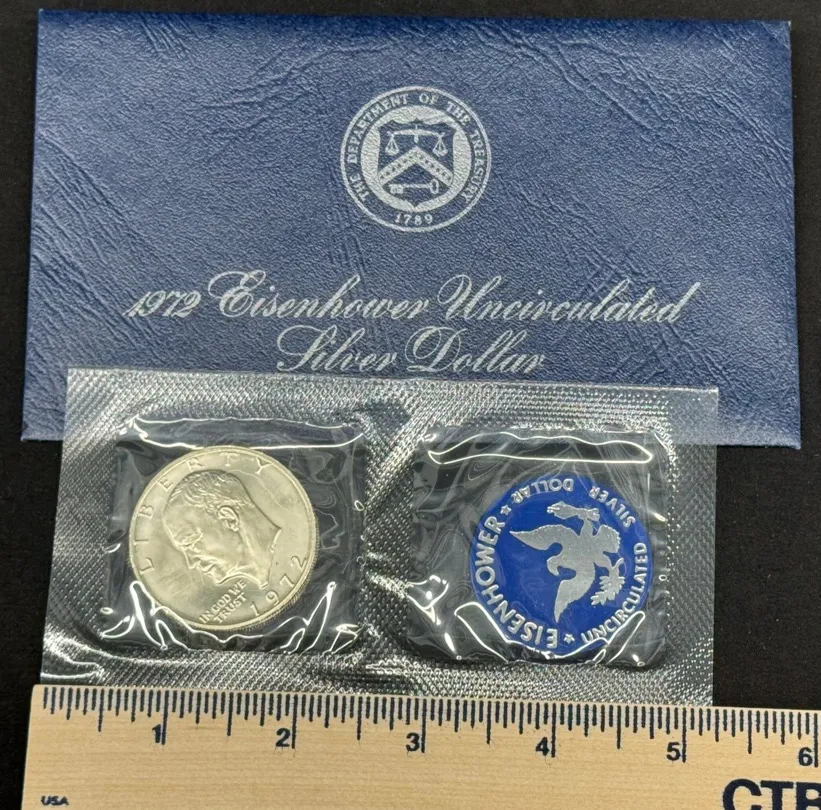 THE DEPARTMENT OF THE TREASURY
1789
1972 Eisenhower Uncirculated
Silver Dollar
LIBERTY
IN GOD WE
TRUST
1972
EISENHOWER
SILVER DOLLAR
UNCIRCULATED
1 2 3 4 5 6
USA
CTR